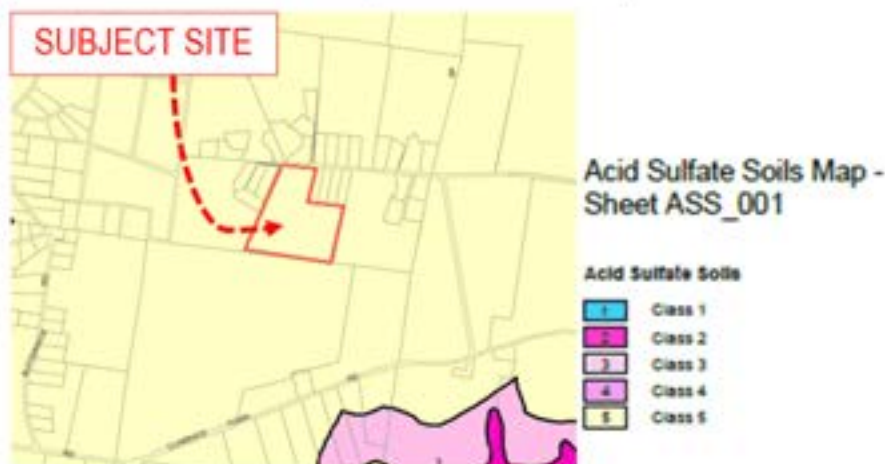 SUBJECT SITE
5
Acid Sulfate Soils Map -
Sheet ASS_001
Acid Sulfate Soils
1 Class 1
2 Class 2
3 Class 3
4 Class 4
5 Class 5